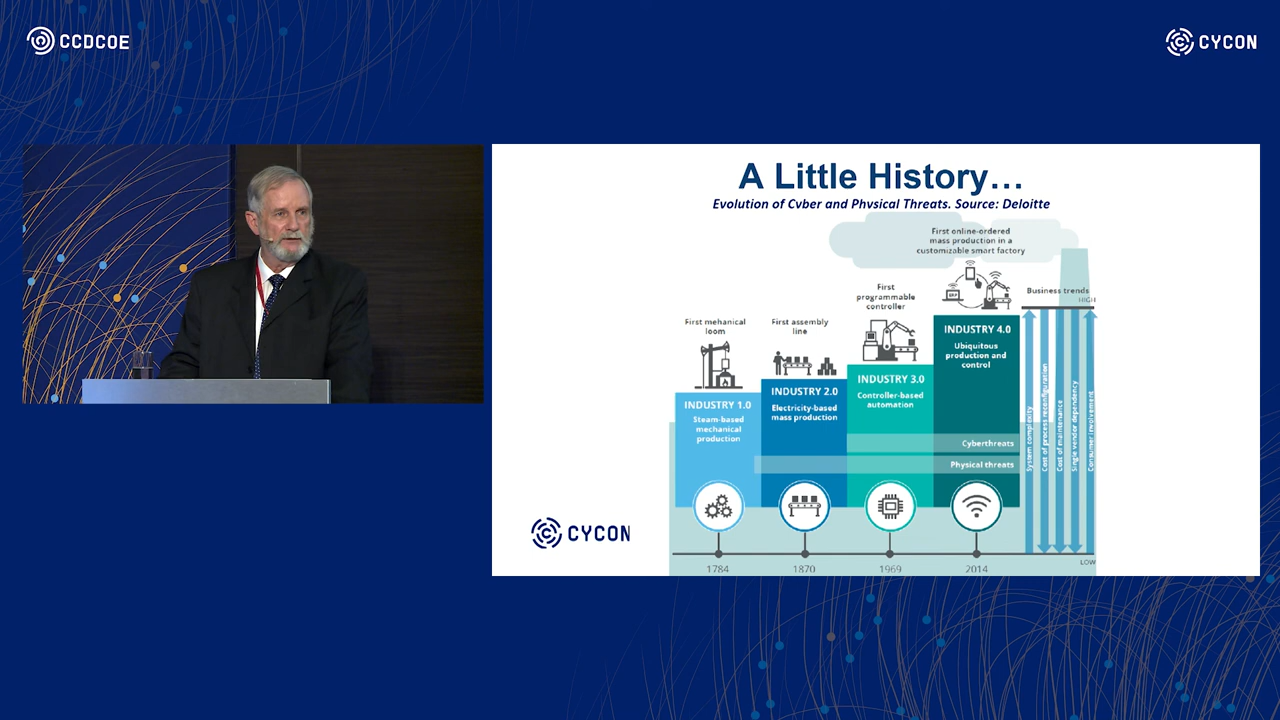 CCDCOE
CYCON
A Little History…
Evolution of Cyber and Physical Threats. Source: Deloitte
First online-ordered
mass production in a
customizable smart factory
First
programmable
controller
Business trends
HIGH
First mehanical
loom
First assembly
line
ERP
INDUSTRY 4.0
Ubiquitous
production and
control
INDUSTRY 3.0
Controller-based
automation
INDUSTRY 2.0
Electricity-based
mass production
INDUSTRY 1.0
Steam-based
mechanical
production
Cyberthreats
Physical threats
System complexity
Cost of process reconfiguration
Cost of maintenance
Single vendor dependency
Consumer involvement
CYCON
LOW
1784
1870
1969
2014